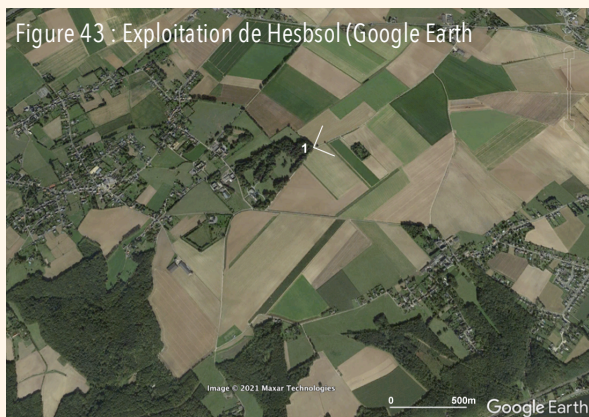 Figure 43 : Exploitation de Hesbsol (Google Earth
1
Image © 2021 Maxar Technologies
0 500m
Google Earth